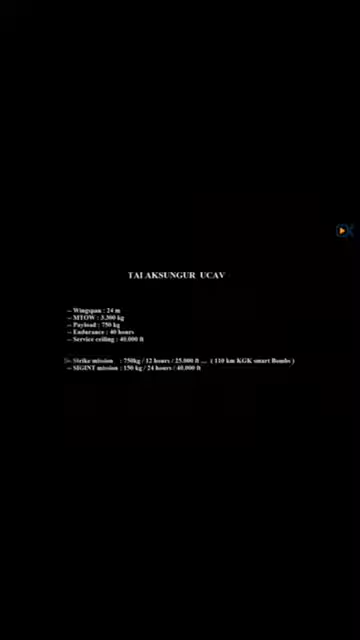 TAI AKSUNGUR UCAV
-- Wingspan : 24 m
-- MTOW : 3.300 kg
-- Payload : 750 kg
-- Endurance : 40 hours
-- Service ceiling : 40.000 ft
-- Strike mission : 750kg / 12 hours / 25.000 ft .... ( 110 km KGK smart Bombs )
-- SIGINT mission : 150 kg / 24 hours / 40.000 ft